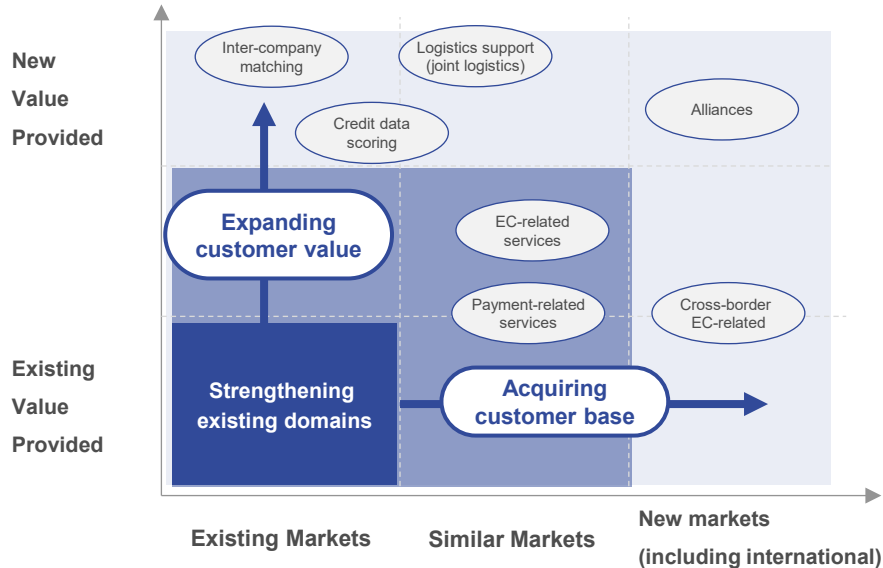 New
Value
Provided
Inter-company
matching
Logistics support
(joint logistics)
Alliances
Credit data
scoring
Expanding
customer value
EC-related
services
Payment-related
services
Cross-border
EC-related
Existing
Value
Provided
Strengthening
existing domains
Acquiring
customer base
Existing Markets
Similar Markets
New markets
(including international)